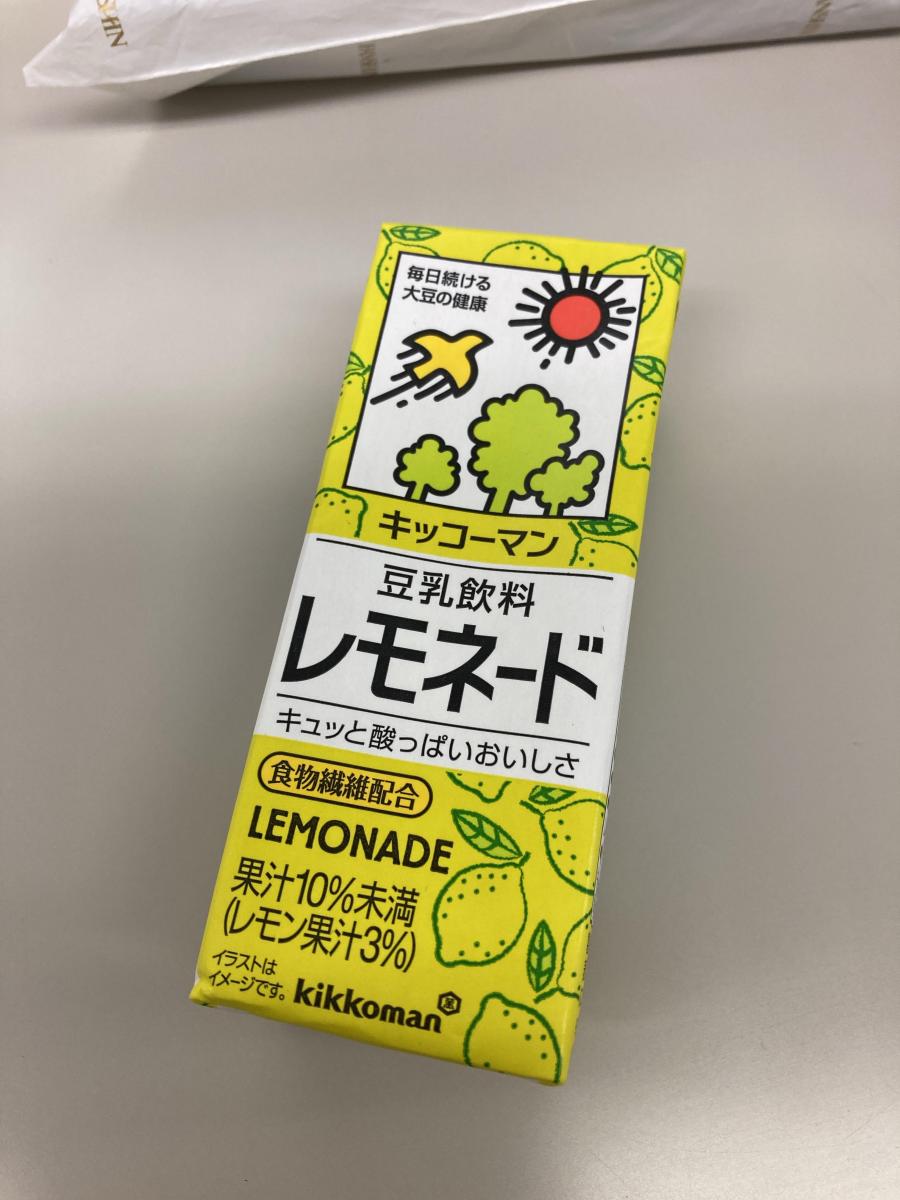 毎日続ける
大豆の健康
キッコーマン
豆乳飲料
レモネード
キュッと酸っぱいおいしさ
食物繊維配合
LEMONADE
果汁10%未満
(レモン果汁3%)
イラストは
イメージです。
kikkoman